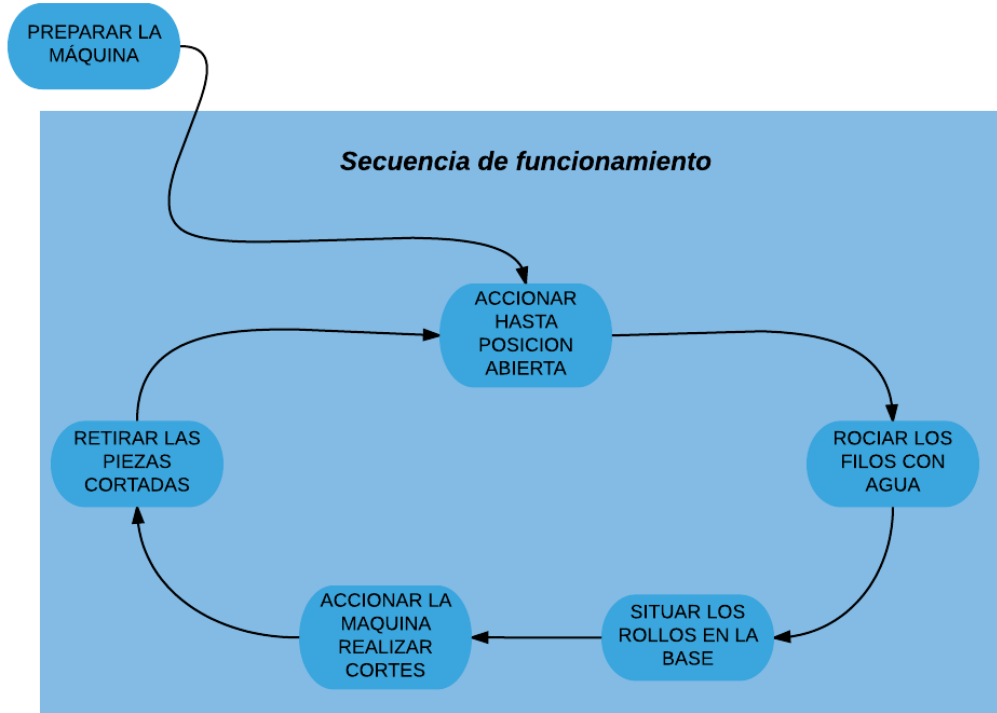 PREPARAR LA
MÁQUINA
Secuencia de funcionamiento
ACCIONAR
HASTA
POSICION
ABIERTA
ROCIAR LOS
FILOS CON
AGUA
SITUAR LOS
ROLLOS EN LA
BASE
ACCIONAR LA
MAQUINA
REALIZAR
CORTES
RETIRAR LAS
PIEZAS
CORTADAS